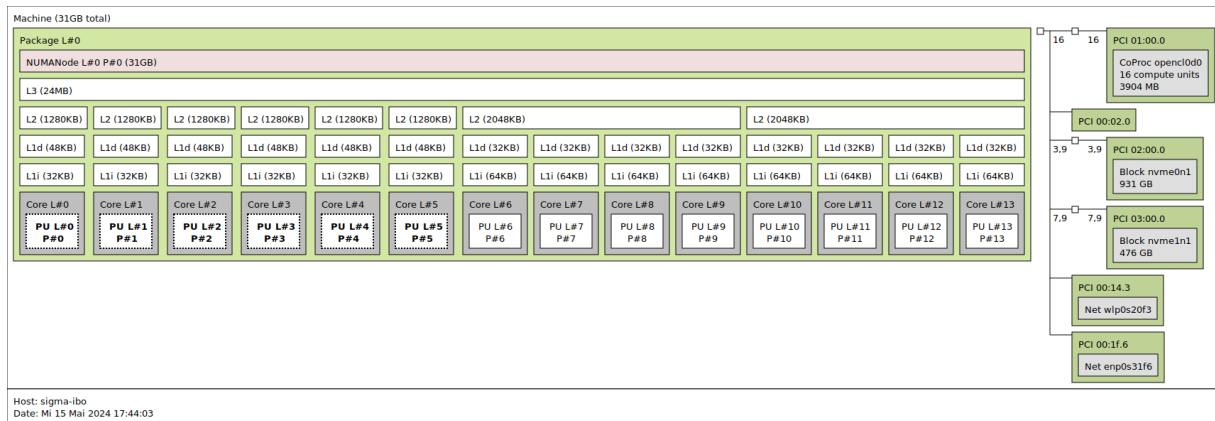 Machine (31GB total)
Package L#0
NUMANode L#0 P#0 (31GB)
L3 (24MB)
L2 (1280KB) L2 (1280KB) L2 (1280KB) L2 (1280KB) L2 (1280KB) L2 (1280KB) L2 (2048KB) L2 (2048KB)
L1d (48KB) L1d (48KB) L1d (48KB) L1d (48KB) L1d (48KB) L1d (48KB) L1d (32KB) L1d (32KB) L1d (32KB) L1d (32KB) L1d (32KB) L1d (32KB) L1d (32KB) L1d (32KB)
L1i (32KB) L1i (32KB) L1i (32KB) L1i (32KB) L1i (32KB) L1i (32KB) L1i (64KB) L1i (64KB) L1i (64KB) L1i (64KB) L1i (64KB) L1i (64KB) L1i (64KB) L1i (64KB)
Core L#0 Core L#1 Core L#2 Core L#3 Core L#4 Core L#5 Core L#6 Core L#7 Core L#8 Core L#9 Core L#10 Core L#11 Core L#12 Core L#13
PU L#0 PU L#1 PU L#2 PU L#3 PU L#4 PU L#5 PU L#6 PU L#7 PU L#8 PU L#9 PU L#10 PU L#11 PU L#12 PU L#13
P#0 P#1 P#2 P#3 P#4 P#5 P#6 P#7 P#8 P#9 P#10 P#11 P#12 P#13
16 16 PCI 01:00.0
CoProc opencl0d0
16 compute units
3904 MB
PCI 00:02.0
3,9 3,9 PCI 02:00.0
Block nvme0n1
931 GB
7,9 7,9 PCI 03:00.0
Block nvme1n1
476 GB
PCI 00:14.3
Net wlp0s20f3
PCI 00:1f.6
Net enp0s31f6
Host: sigma-ibo
Date: Mi 15 Mai 2024 17:44:03